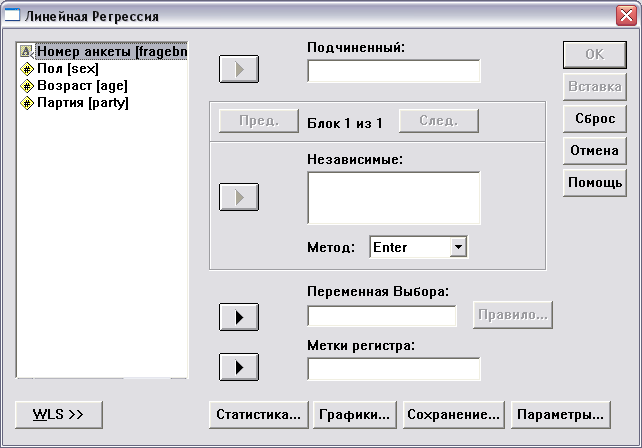 Линейная Регрессия
Номер анкеты [fragebn
Пол [sex]
Возраст [age]
Партия [party]
Подчиненный:
Пред.
Блок 1 из 1
След.
Независимые:
Метод:
Enter
Переменная Выбора:
Правило...
Метки регистра:
OK
Вставка
Сброс
Отмена
Помощь
WLS >>
Статистика...
Графики...
Сохранение...
Параметры...